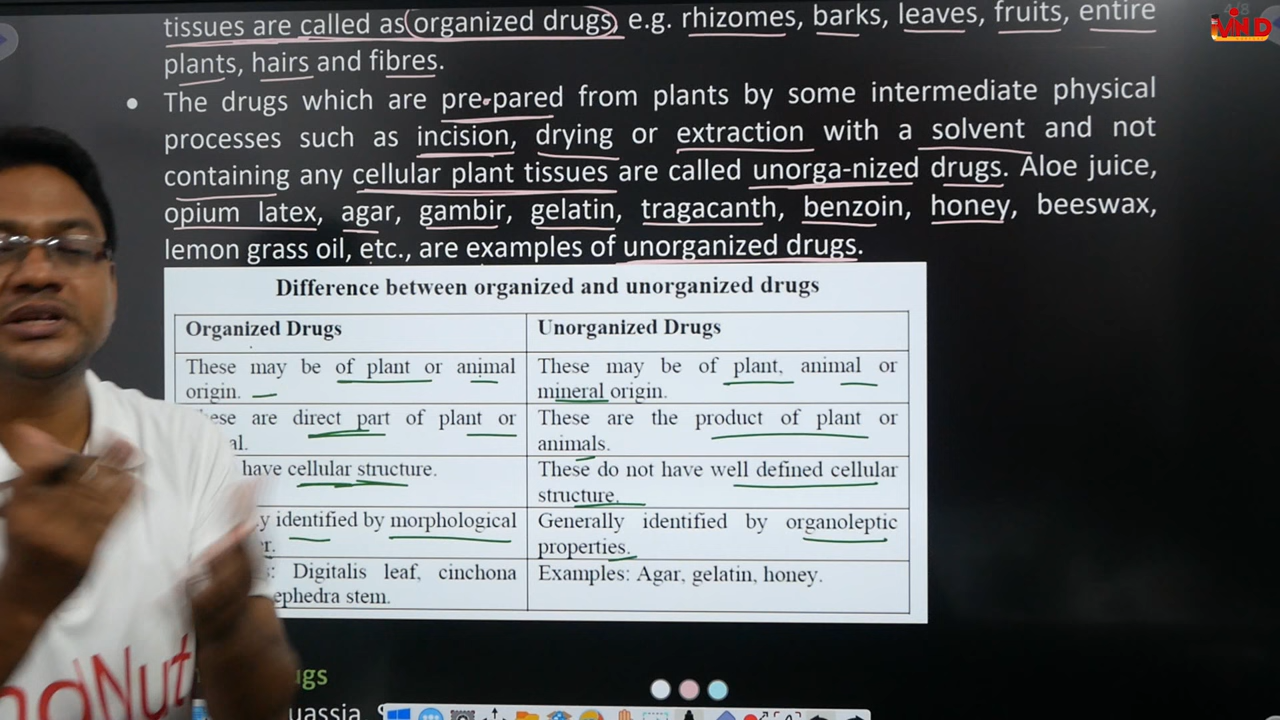 tissues are called as organized drugs, e.g. rhizomes, barks, leaves, fruits, entire
plants, hairs and fibres.
• The drugs which are pre-pared from plants by some intermediate physical
processes such as incision, drying or extraction with a solvent and not
containing any cellular plant tissues are called unorga-nized drugs. Aloe juice,
opium latex, agar, gambir, gelatin, tragacanth, benzoin, honey, beeswax,
lemon grass oil, etc., are examples of unorganized drugs.
Difference between organized and unorganized drugs
Organized Drugs
Unorganized Drugs
These may be of plant or animal
origin.
These may be of plant, animal or
mineral origin.
are direct part of plant or
These are the product of plant or
animals.
have cellular structure.
These do not have well defined cellular
structure.
identified by morphological
Generally identified by organoleptic
properties.
Digitalis leaf, cinchona
ephedra stem.
Examples: Agar, gelatin, honey.
4/8